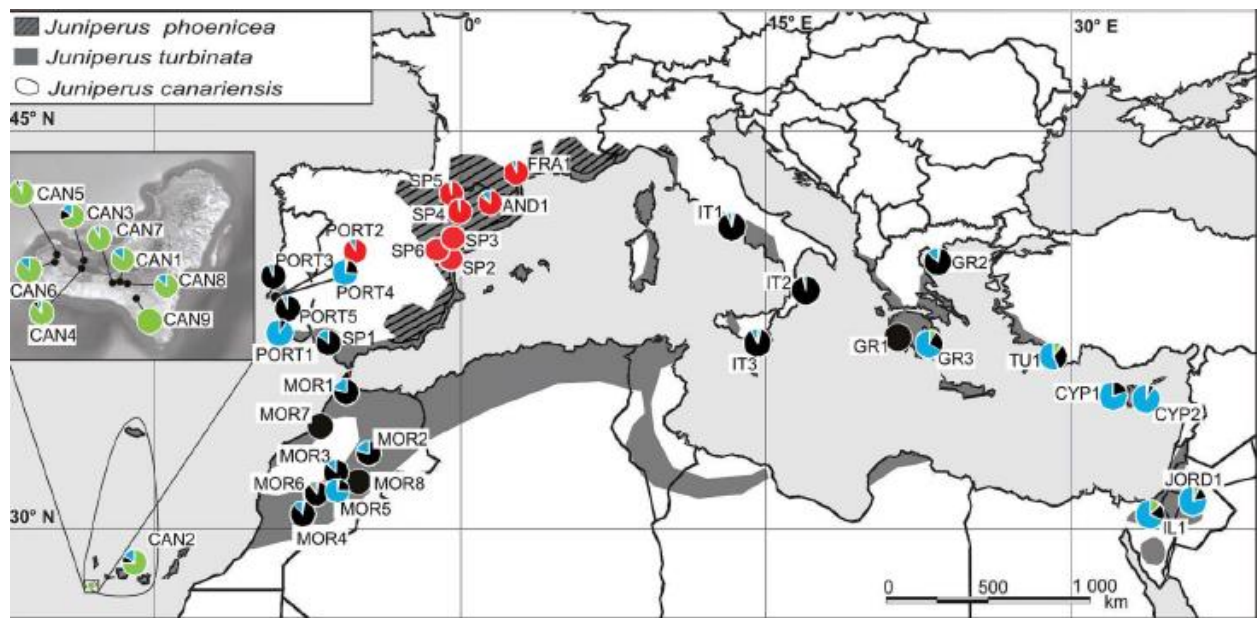 Juniperus phoenicea
Juniperus turbinata
Juniperus canariensis
0°
15° E
30° E
45° N
30° N
CAN5
CAN3
CAN7
CAN1
CAN6
CAN8
CAN4
CAN9
CAN2
FRA1
SP5
AND1
SP4
SP3
SP6
SP2
PORT2
PORT3
PORT4
PORT5
SP1
PORT1
MOR1
MOR7
MOR2
MOR3
MOR8
MOR6
MOR5
MOR4
IT1
IT2
IT3
GR2
GR1
GR3
TU1
CYP1
CYP2
JORD1
IL1
0 500 1 000
km